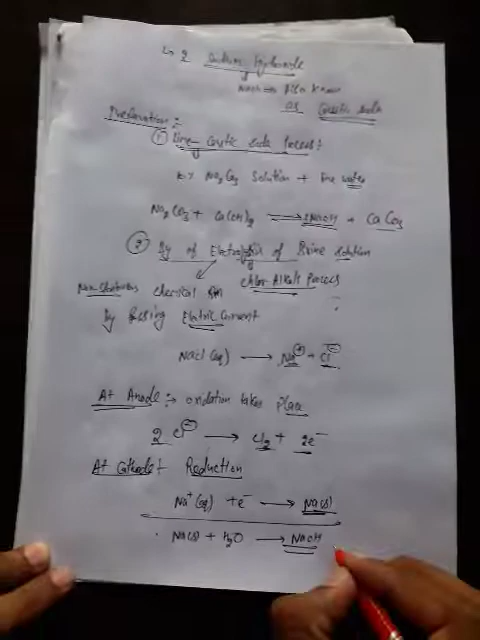 ↳ 2 Sodium Hydroxide
NaOH → Also known
as Caustic soda
Preparation :-
① Lime-Caustic soda Process:
Na₂CO₃ Solution + lime water
Na₂CO₃ + Ca(OH)₂ → 2NaOH + CaCO₃
② By of Electrolysis of Brine solution
chemical Chlor-Alkali Process
By Passing Electric Current
NaCl(aq) → Na⊕ + Cl⊖
At Anode :→ oxidation takes Place
2Cl⊖ → Cl₂ + 2e⁻
At Cathode + Reduction
Na⁺(aq) + e⁻ → Na(s)
Na(s) + H₂O → NaOH